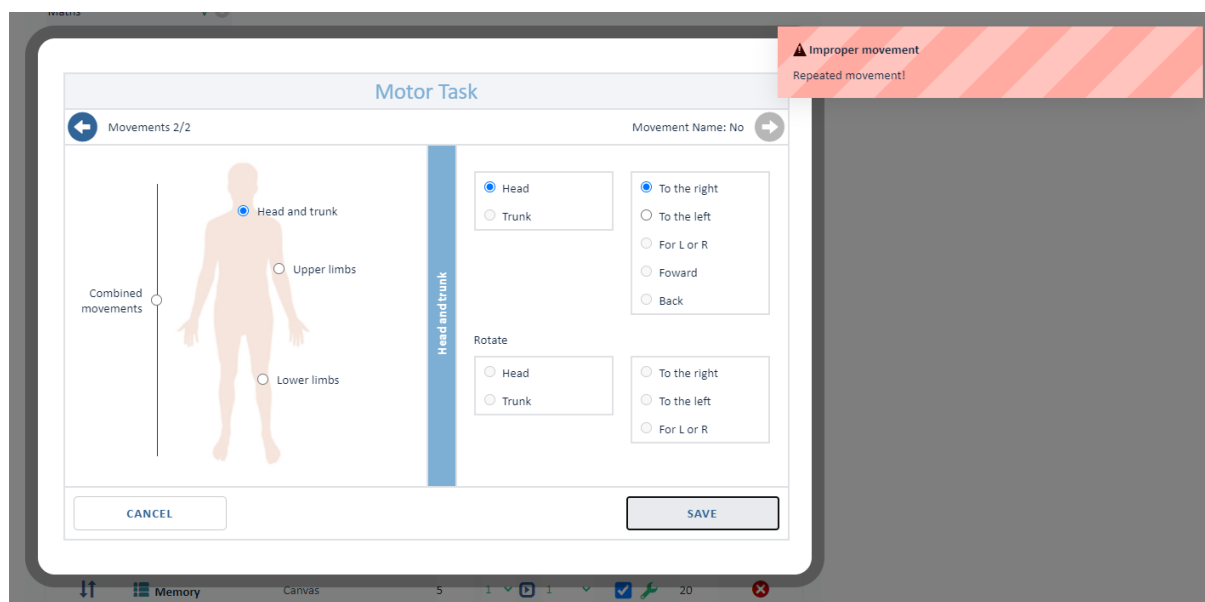 Maths
Improper movement
Repeated movement!
Motor Task
Movements 2/2
Movement Name: No
Head and trunk
Upper limbs
Combined
movements
Lower limbs
Head and trunk
Head
Trunk
To the right
To the left
For L or R
Foward
Back
Rotate
Head
Trunk
To the right
To the left
For L or R
CANCEL
SAVE
Memory Canvas 5 1 1 20